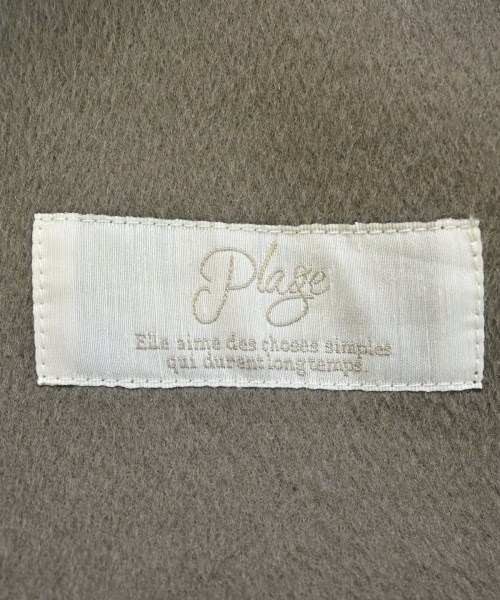 Plage
Elle aime des choses simples
qui durent longtemps.